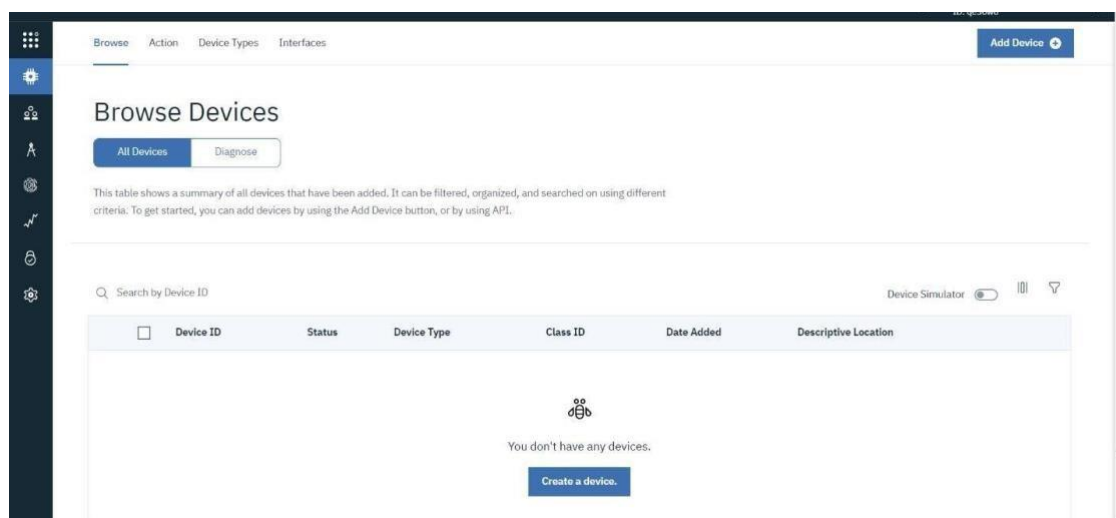 Browse Action Device Types Interfaces
Add Device
Browse Devices
All Devices Diagnose
This table shows a summary of all devices that have been added. It can be filtered, organized, and searched on using different
criteria. To get started, you can add devices by using the Add Device button, or by using API.
Search by Device ID
Device Simulator
Device ID Status Device Type Class ID Date Added Descriptive Location
You don't have any devices.
Create a device.